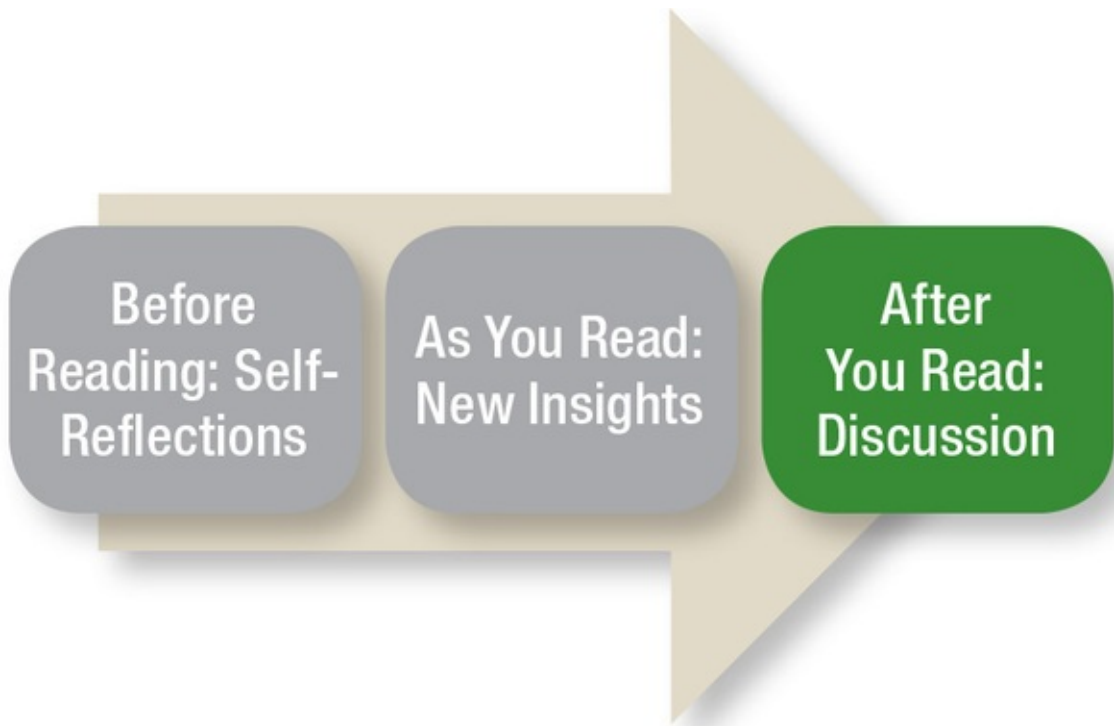 Before
Reading: Self-
Reflections
As You Read:
New Insights
After
You Read:
Discussion